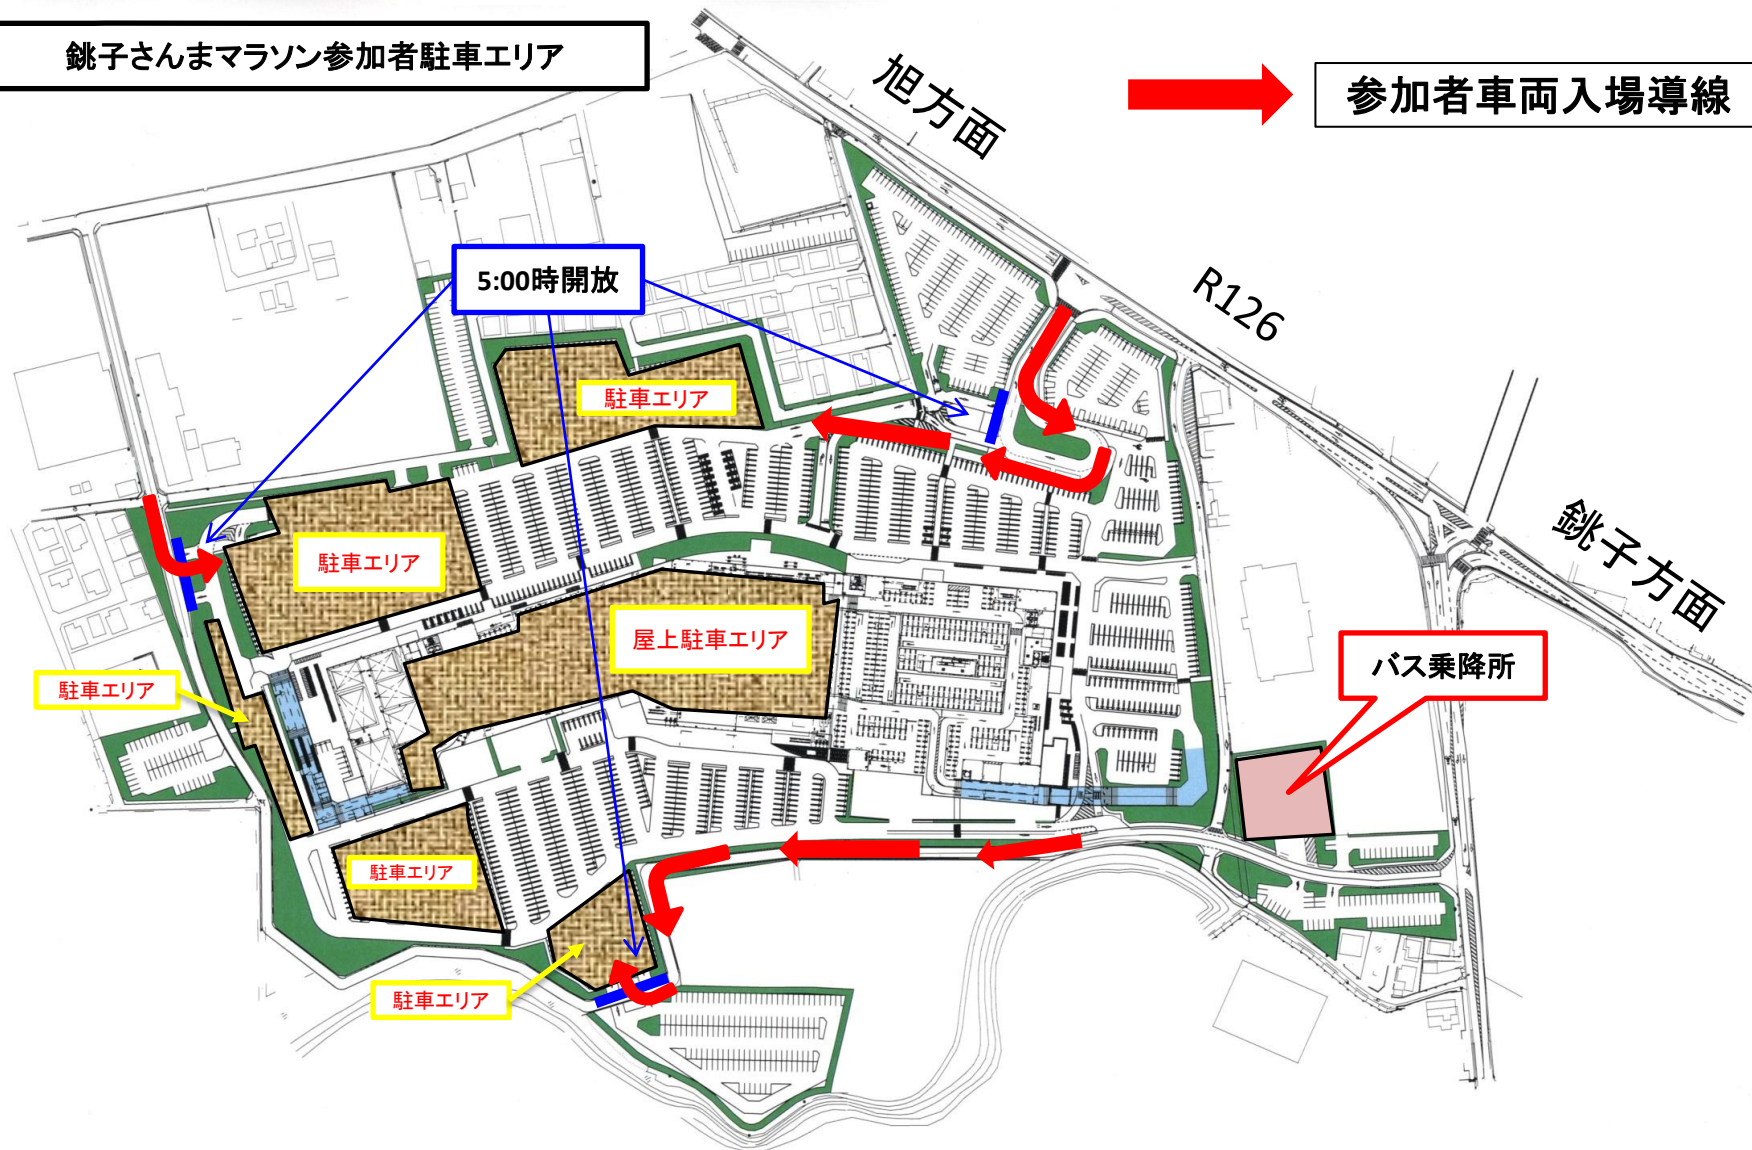 銚子さんまマラソン参加者駐車エリア
参加者車両入場導線
旭方面
R126
銚子方面
5:00時開放
駐車エリア
駐車エリア
屋上駐車エリア
駐車エリア
バス乗降所
駐車エリア
駐車エリア